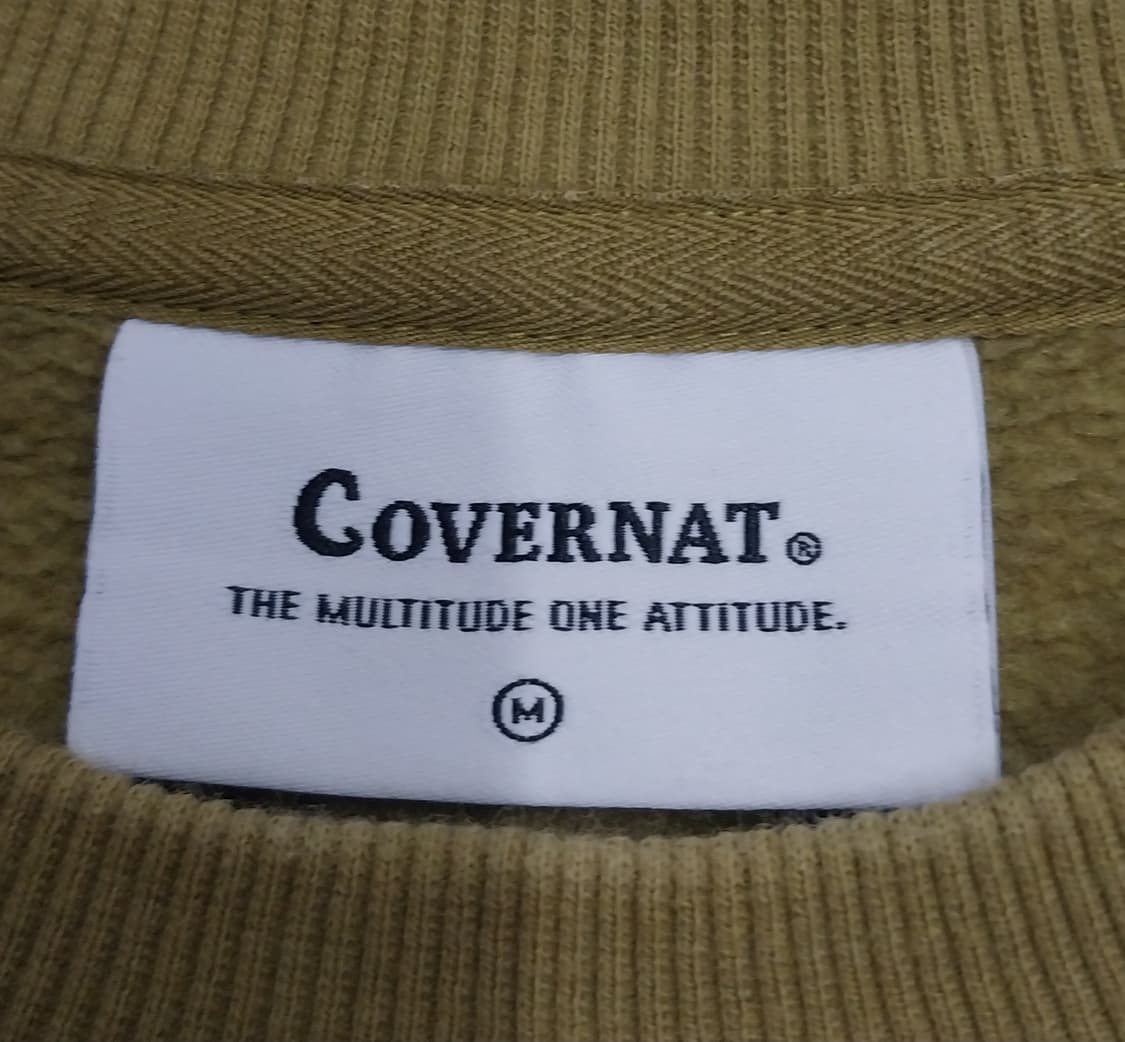 COVERNAT®
THE MULTITUDE ONE ATTITUDE.
M